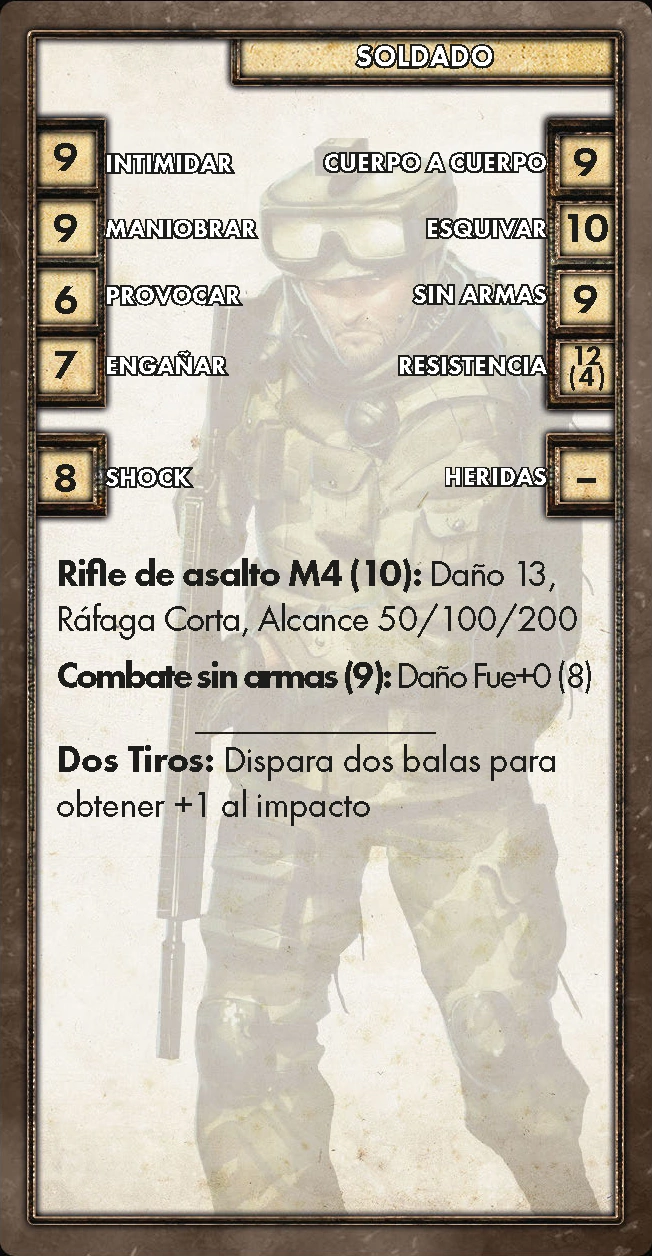 SOLDADO
9 INTIMIDAR
CUERPO A CUERPO 9
9 MANIOBRAR
ESQUIVAR 10
6 PROVOCAR
SIN ARMAS 9
7 ENGAÑAR
RESISTENCIA 12 (4)
8 SHOCK
HERIDAS –
Rifle de asalto M4 (10): Daño 13,
Ráfaga Corta, Alcance 50/100/200
Combate sin armas (9): Daño Fue+0 (8)
Dos Tiros: Dispara dos balas para
obtener +1 al impacto